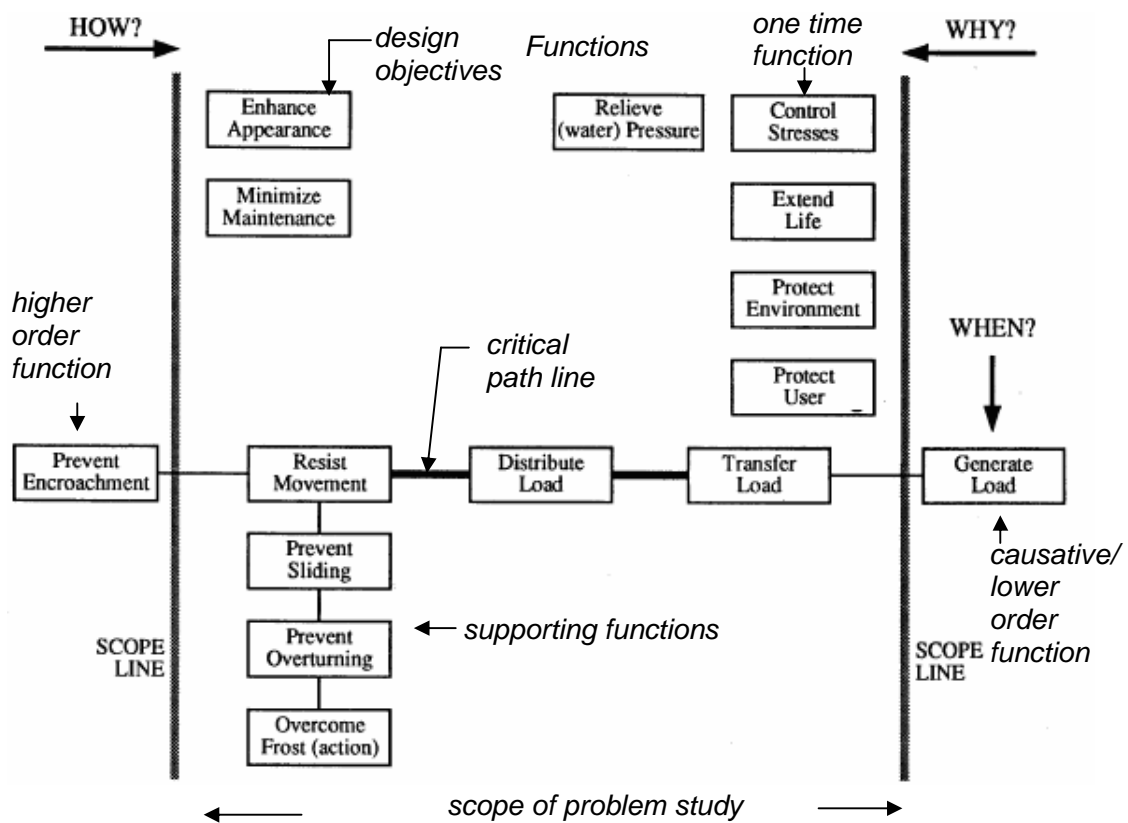 HOW?
design
objectives
Functions
one time
function
WHY?
Enhance
Appearance
Relieve
(water) Pressure
Control
Stresses
Minimize
Maintenance
Extend
Life
higher
order
function
Protect
Environment
critical
path line
WHEN?
Protect
User
Prevent
Encroachment
Resist
Movement
Distribute
Load
Transfer
Load
Generate
Load
Prevent
Sliding
causative/
lower
order
function
Prevent
Overturning
supporting functions
SCOPE
LINE
SCOPE
LINE
Overcome
Frost (action)
scope of problem study